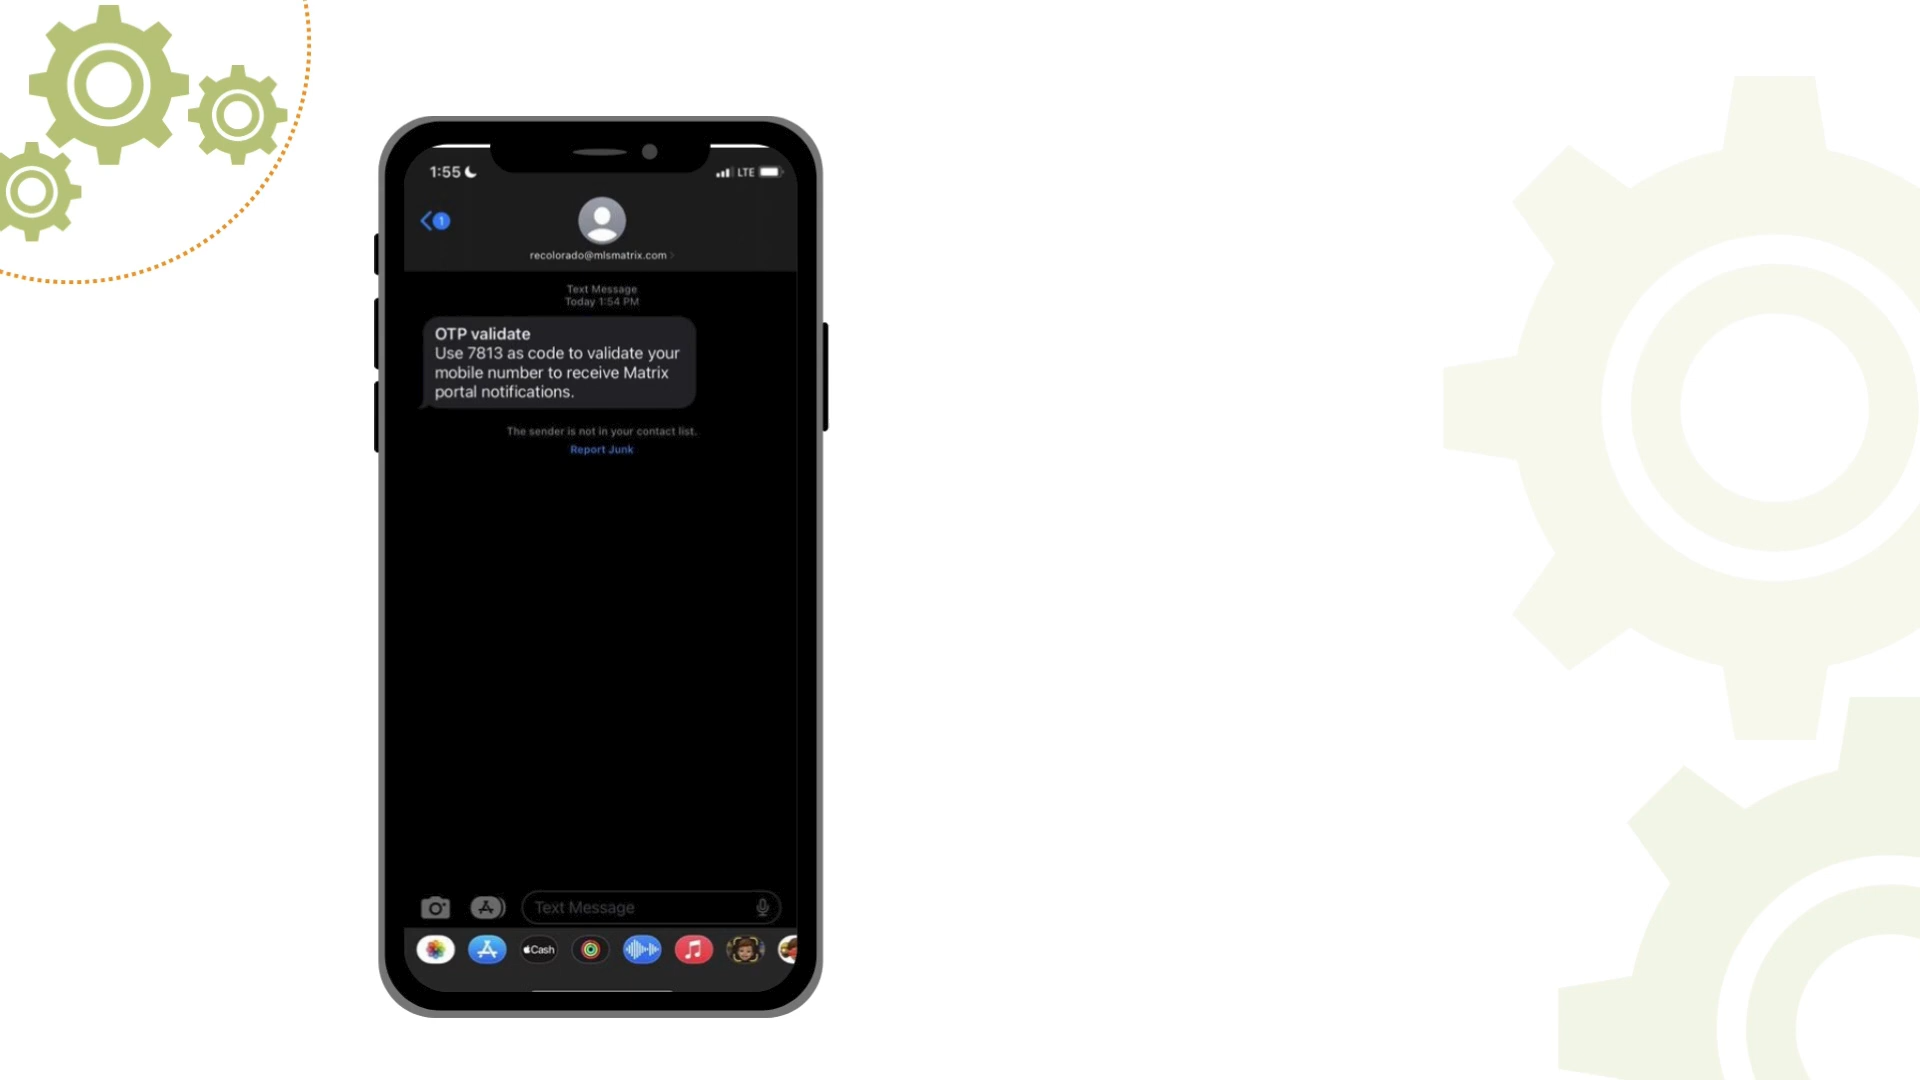 1:55
LTE
1
recolorado@mlsmatrix.com
Text Message
Today 1:54 PM
OTP validate
Use 7813 as code to validate your
mobile number to receive Matrix
portal notifications.
The sender is not in your contact list.
Report Junk
Text Message
Cash